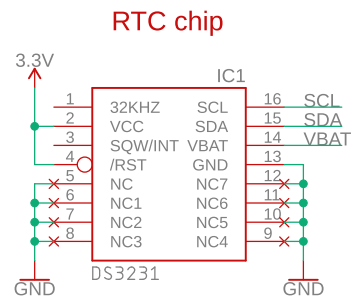 RTC chip
3.3V
IC1
1 32KHZ SCL 16 SCL
2 VCC SDA 15 SDA
3 SQW/INT VBAT 14 VBAT
4 /RST GND 13
5 NC NC7 12
6 NC1 NC6 11
7 NC2 NC5 10
8 NC3 NC4 9
DS3231
GND GND